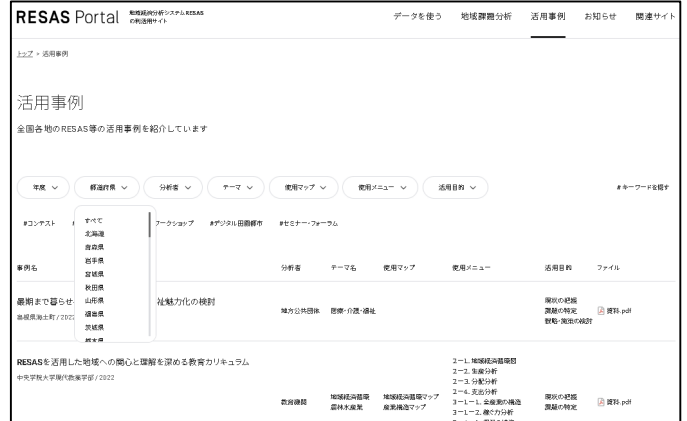 RESAS Portal 地域経済分析システムRESAS
の利活用サイト
データを使う 地域課題分析 活用事例 お知らせ 関連サイト
トップ > 活用事例
活用事例
全国各地のRESAS等の活用事例を紹介しています
年度 都道府県 分析者 テーマ 使用マップ 使用メニュー 活用目的 #キーワードを隠す
#コンテスト ワークショップ #デジタル田園都市 #セミナー・フォーラム
すべて
北海道
青森県
岩手県
宮城県
秋田県
山形県
福島県
茨城県
栃木県
事例名 分析者 テーマ名 使用マップ 使用メニュー 活用目的 ファイル
最期まで暮らせ 祉魅力化の検討
島根県海士町/202
地方公共団体 医療・介護・福祉
現状の把握
課題の特定
戦略・施策の検討
資料.pdf
RESASを活用した地域への関心と理解を深める教育カリキュラム
中央学院大学現代教養学部/2022
教育機関
地域経済循環
農林水産業
地域経済循環マップ
産業構造マップ
2-1. 地域経済循環図
2-2. 生産分析
2-3. 分配分析
2-4. 支出分析
3-1-1. 全産業の構造
3-1-2. 稼ぐ力分析
現状の把握
課題の特定
資料.pdf